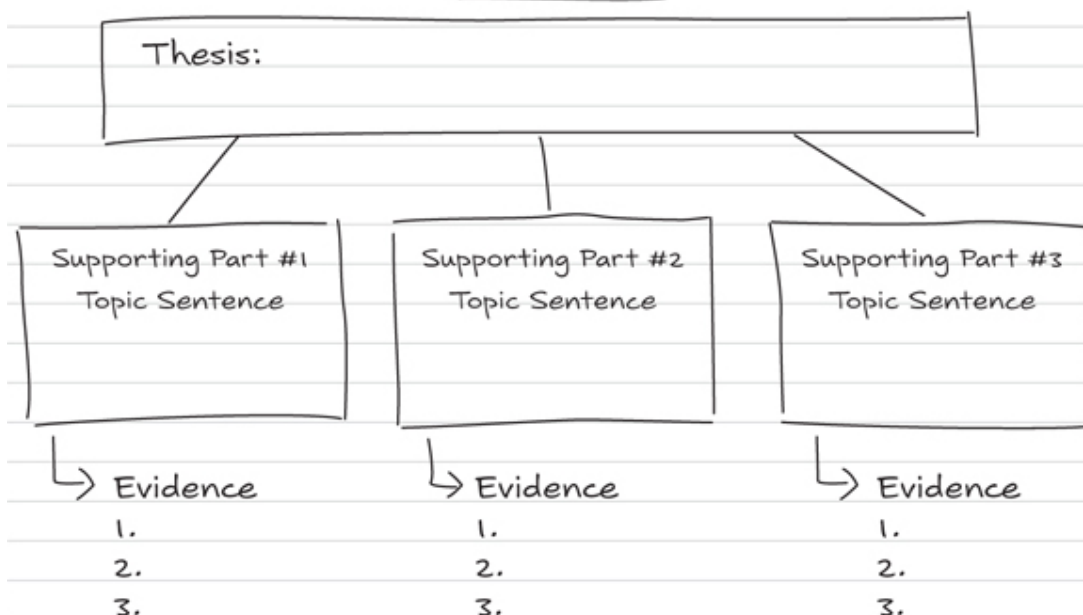 Thesis:
Supporting Part #1
Topic Sentence
Supporting Part #2
Topic Sentence
Supporting Part #3
Topic Sentence
Evidence
1.
2.
3.
Evidence
1.
2.
3.
Evidence
1.
2.
3.